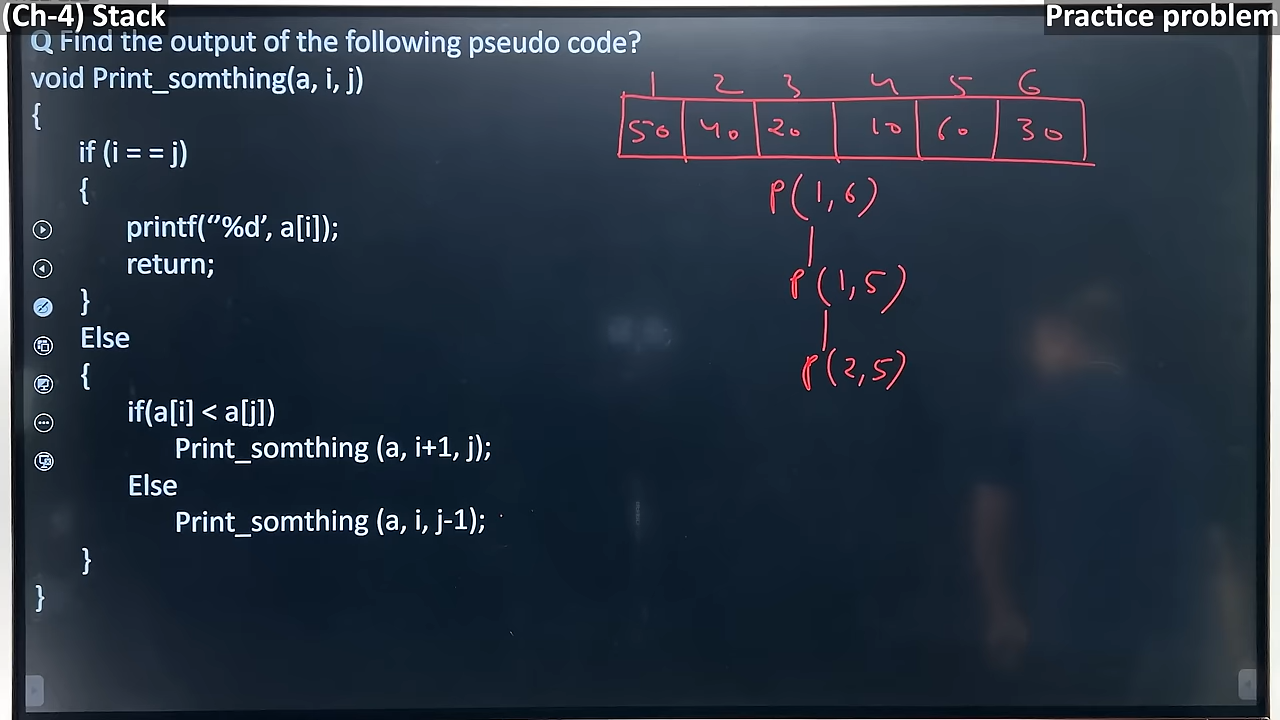 (Ch-4) Stack
Practice problem
Q Find the output of the following pseudo code?
void Print_somthing(a, i, j)
{
if (i = = j)
{
printf(“%d’, a[i]);
return;
}
Else
{
if(a[i] < a[j])
Print_somthing (a, i+1, j);
Else
Print_somthing (a, i, j-1);
}
}
1 2 3 4 5 6
50 40 20 10 60 30
P(1,6)
P(1,5)
P(2,5)